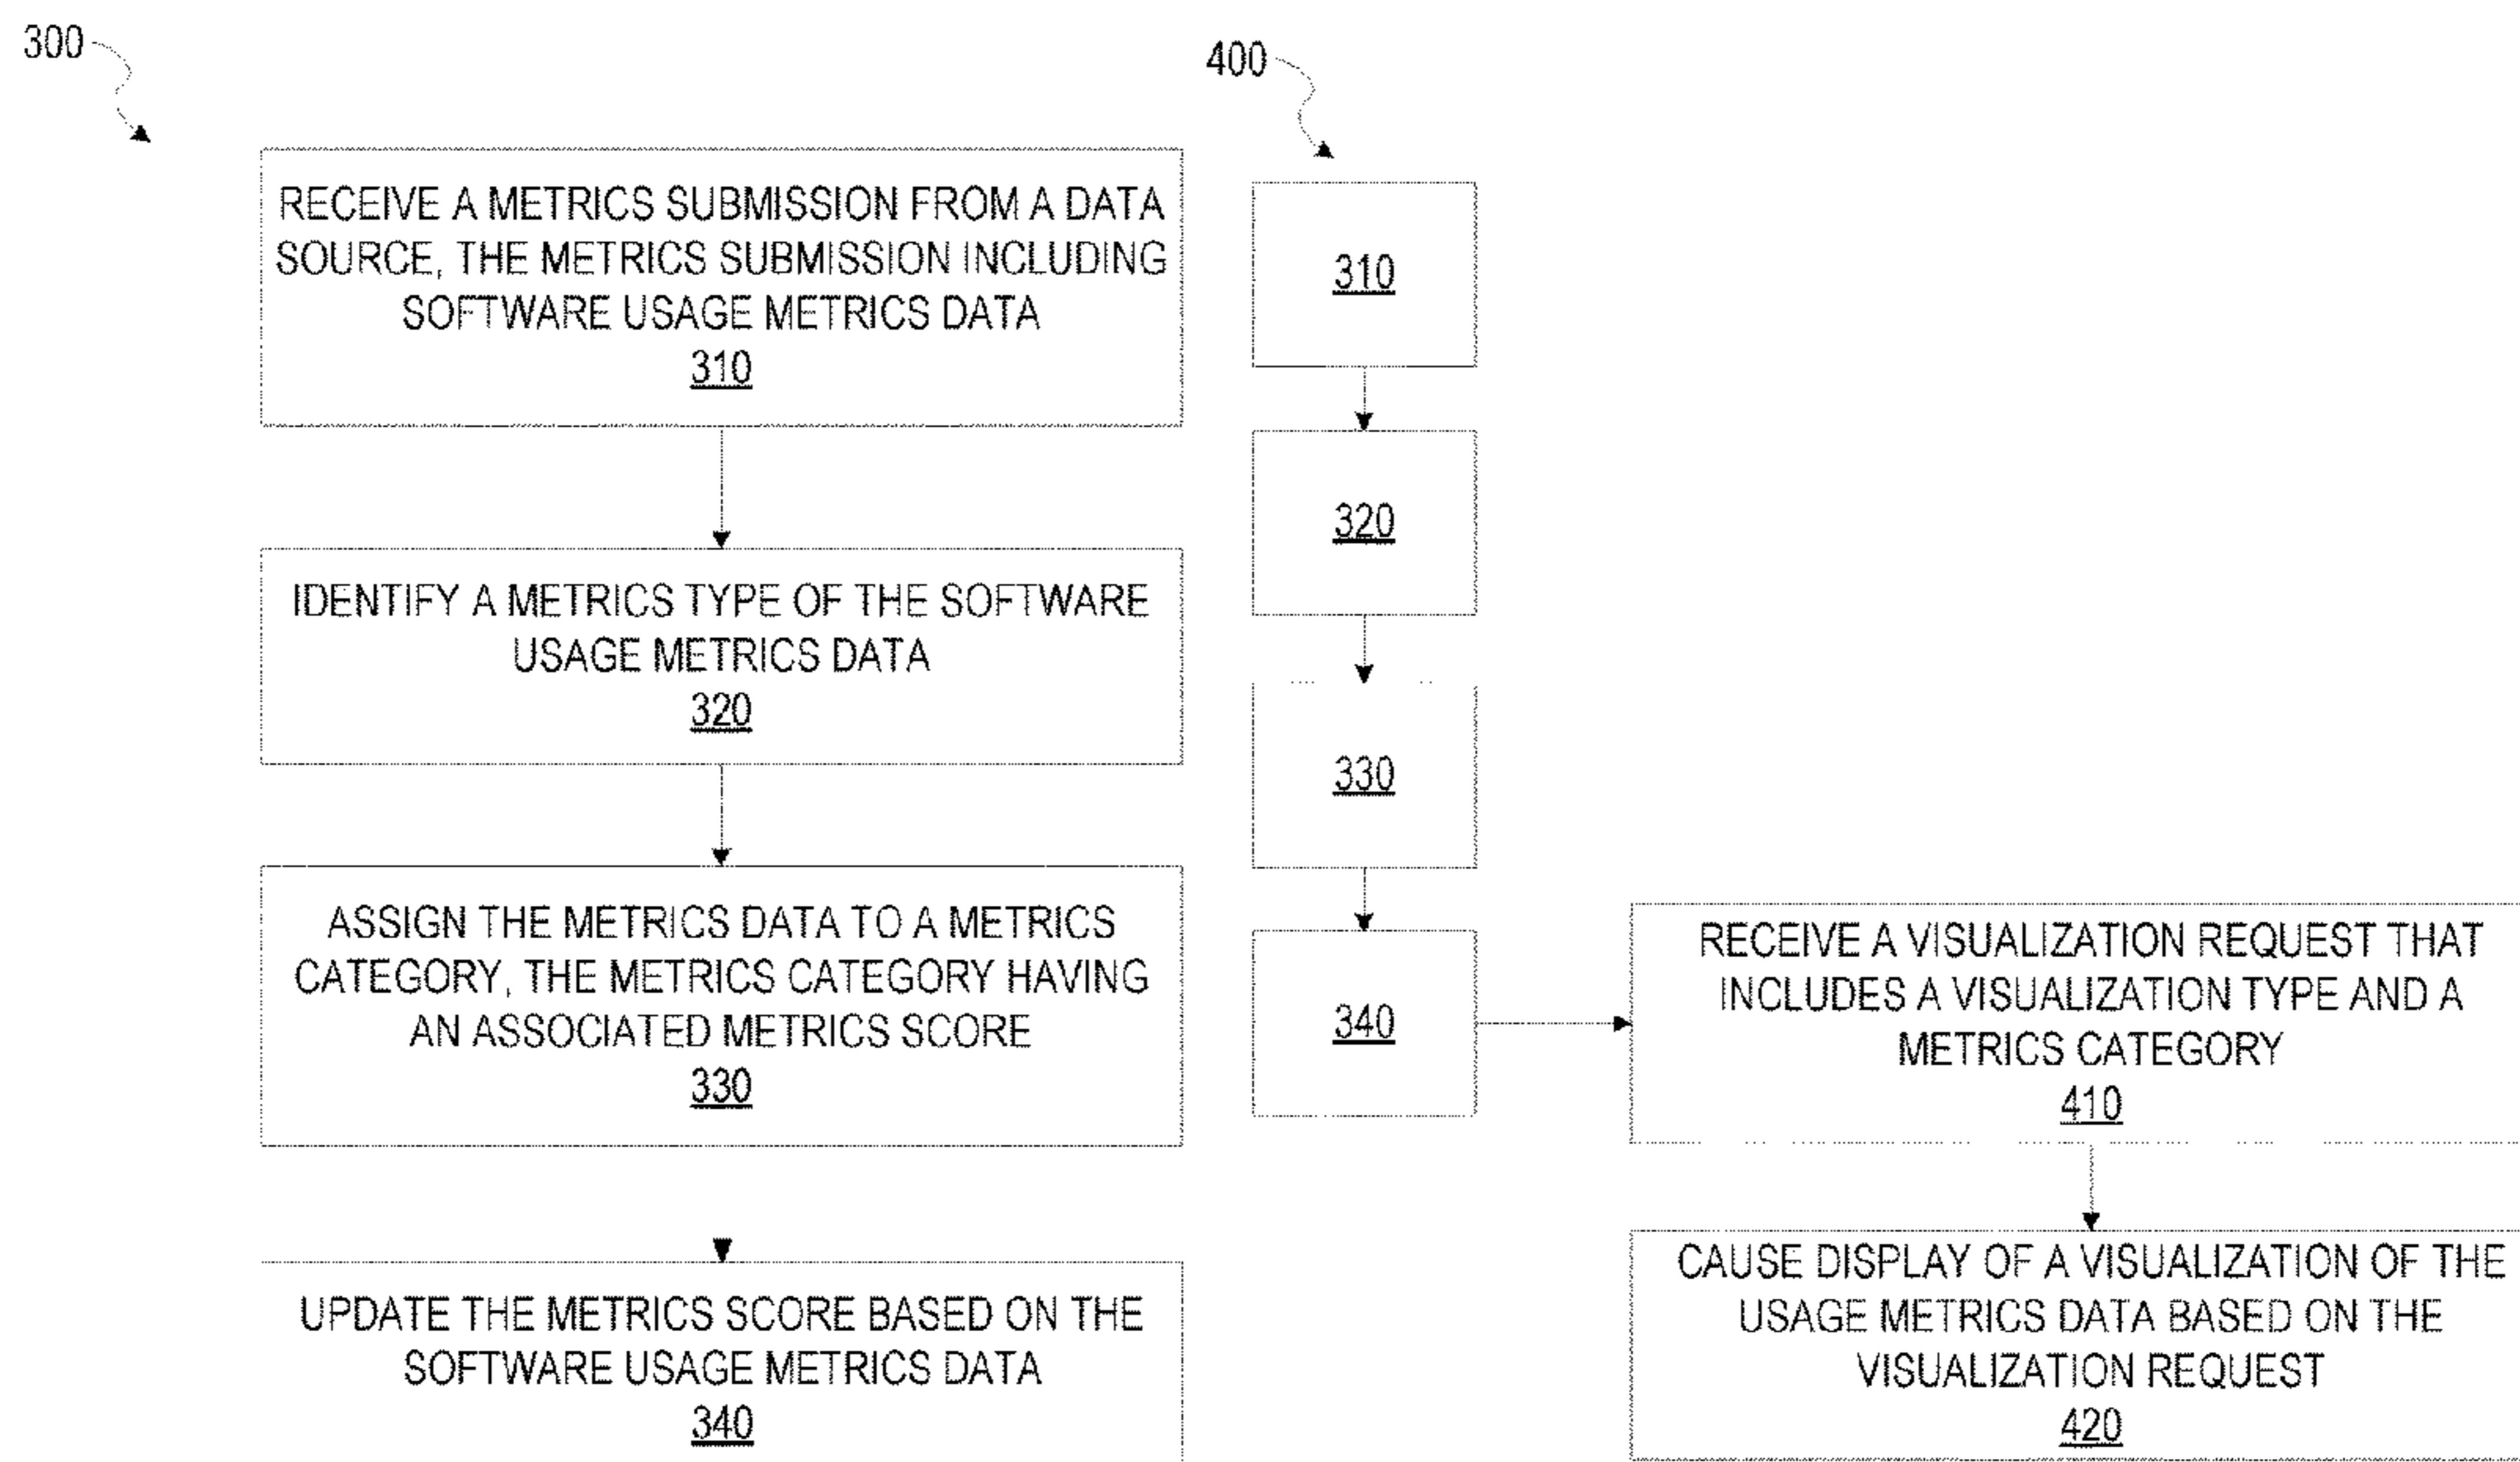 300
RECEIVE A METRICS SUBMISSION FROM A DATA
SOURCE, THE METRICS SUBMISSION INCLUDING
SOFTWARE USAGE METRICS DATA
310
IDENTIFY A METRICS TYPE OF THE SOFTWARE
USAGE METRICS DATA
320
ASSIGN THE METRICS DATA TO A METRICS
CATEGORY, THE METRICS CATEGORY HAVING
AN ASSOCIATED METRICS SCORE
330
UPDATE THE METRICS SCORE BASED ON THE
SOFTWARE USAGE METRICS DATA
340
400
310
320
330
340
RECEIVE A VISUALIZATION REQUEST THAT
INCLUDES A VISUALIZATION TYPE AND A
METRICS CATEGORY
410
CAUSE DISPLAY OF A VISUALIZATION OF THE
USAGE METRICS DATA BASED ON THE
VISUALIZATION REQUEST
420